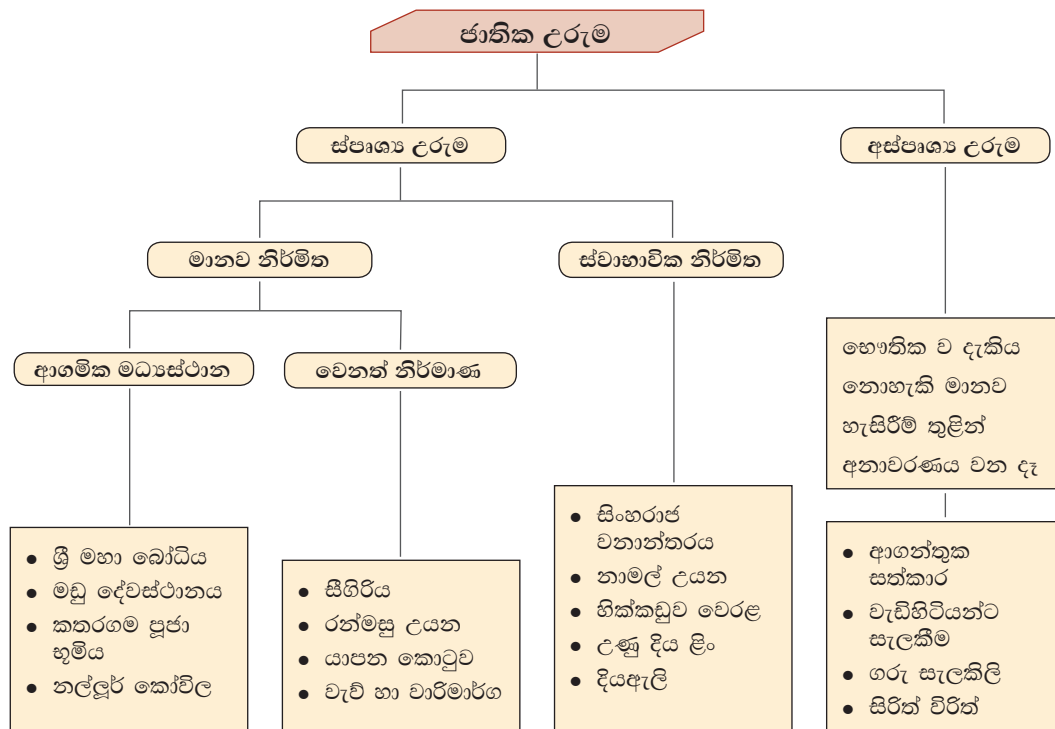 ජාතික උරුම
ස්පෘශ්‍ය උරුම
අස්පෘශ්‍ය උරුම
මානව නිර්මිත
ස්වාභාවික නිර්මිත
ආගමික මධ්‍යස්ථාන
වෙනත් නිර්මාණ
භෞතික ව දැකිය
නොහැකි මානව
හැසිරීම් තුළින්
අනාවරණය වන දෑ
• ශ්‍රී මහා බෝධිය
• මඩු දේවස්ථානය
• කතරගම පූජා
භූමිය
• නල්ලූර් කෝවිල
• සීගිරිය
• රන්මසු උයන
• යාපන කොටුව
• වැව් හා වාරිමාර්ග
• සිංහරාජ
වනාන්තරය
• නාමල් උයන
• හික්කඩුව වෙරළ
• උණු දිය ළිං
• දියඇලි
• ආගන්තුක
සත්කාර
• වැඩිහිටියන්ට
සැලකීම
• ගරු සැලකිලි
• සිරිත් විරිත්